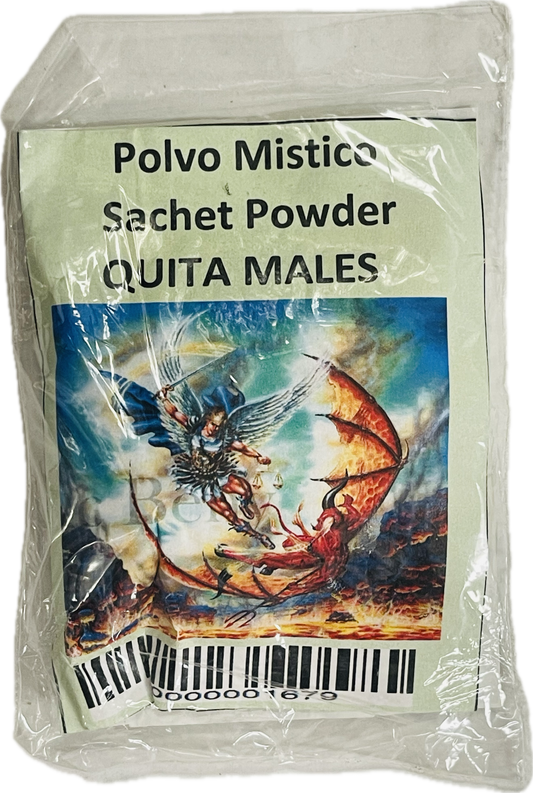 Polvo Mistico
Sachet Powder
QUITA MALES
0000001679